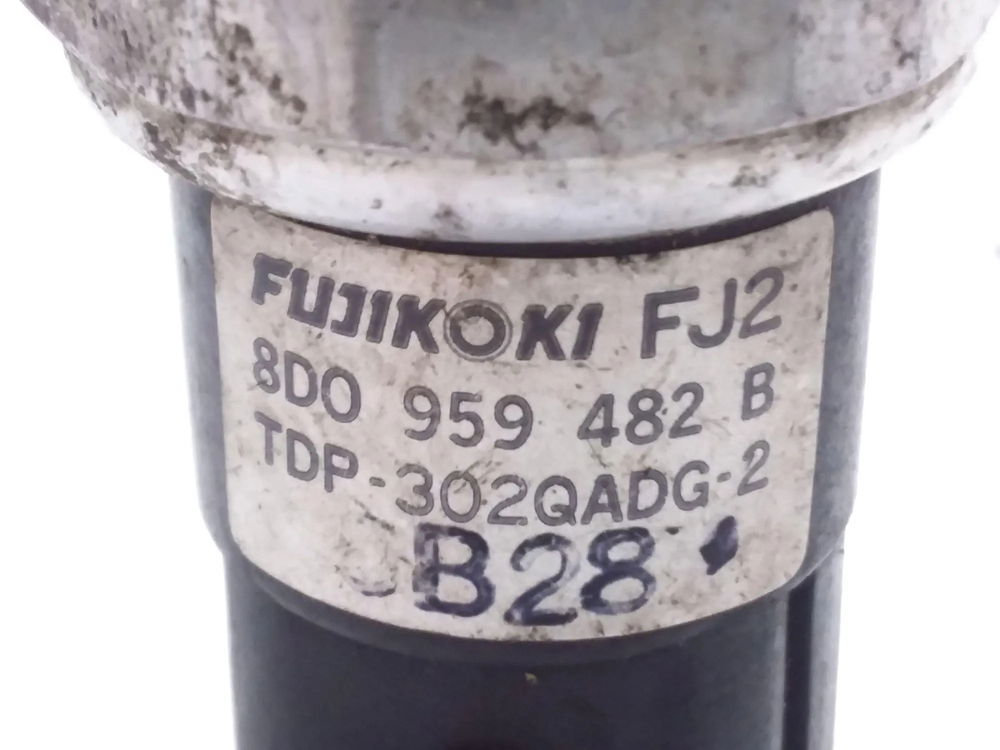 FUJIKOKI FJ2
8D0 959 482 B
TDP-302QADG-2
B28